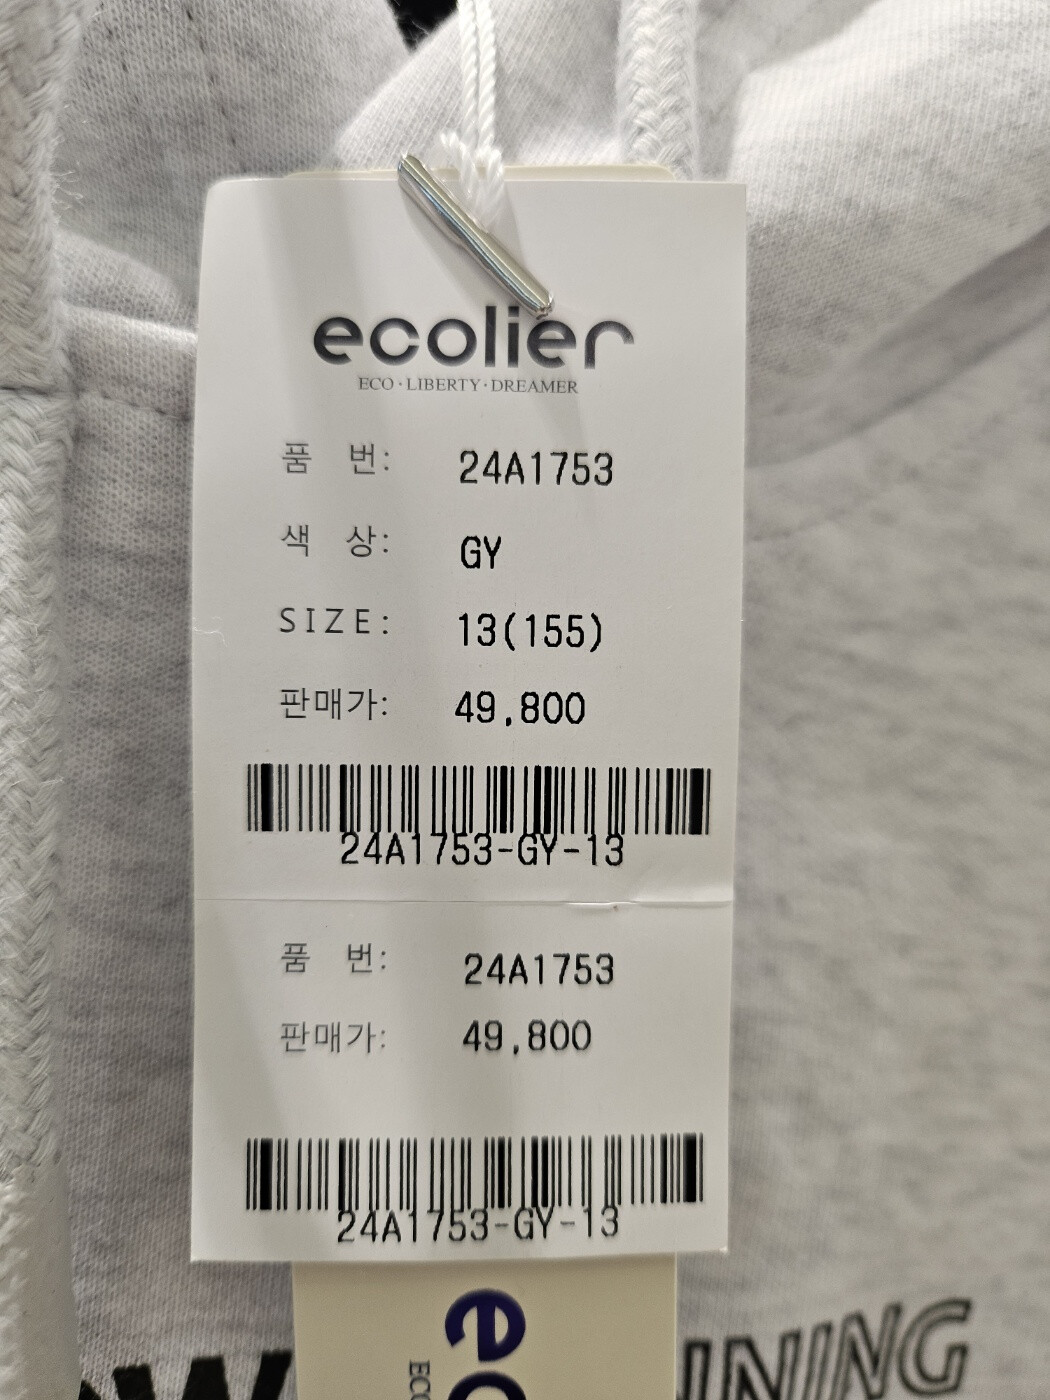 ecolier
ECO·LIBERTY·DREAMER
품 번: 24A1753
색 상: GY
SIZE: 13(155)
판매가: 49,800
24A1753-GY-13
품 번: 24A1753
판매가: 49,800
24A1753-GY-13